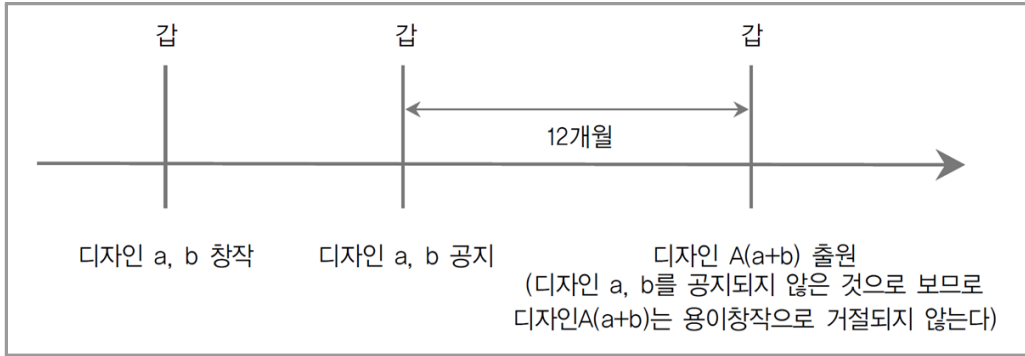 갑 갑 갑
12개월
디자인 a, b 창작 디자인 a, b 공지 디자인 A(a+b) 출원
(디자인 a, b를 공지되지 않은 것으로 보므로
디자인A(a+b)는 용이창작으로 거절되지 않는다)